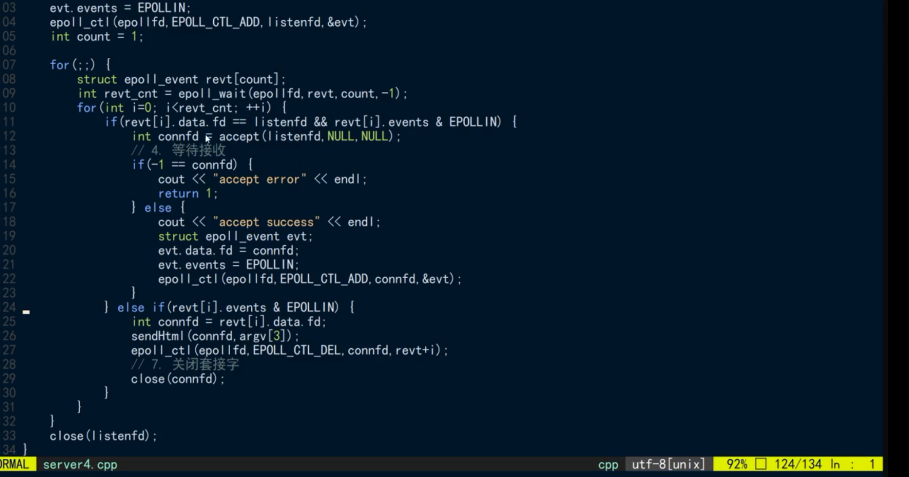 03 evt.events = EPOLLIN;
04 epoll_ctl(epollfd,EPOLL_CTL_ADD,listenfd,&evt);
05 int count = 1;
06
07 for(;;) {
08 struct epoll_event revt[count];
09 int revt_cnt = epoll_wait(epollfd,revt,count,-1);
10 for(int i=0; i<revt_cnt; ++i) {
11 if(revt[i].data.fd == listenfd && revt[i].events & EPOLLIN) {
12 int connfd = accept(listenfd,NULL,NULL);
13 // 4. 等待接收
14 if(-1 == connfd) {
15 cout << "accept error" << endl;
16 return 1;
17 } else {
18 cout << "accept success" << endl;
19 struct epoll_event evt;
20 evt.data.fd = connfd;
21 evt.events = EPOLLIN;
22 epoll_ctl(epollfd,EPOLL_CTL_ADD,connfd,&evt);
23 }
24 } else if(revt[i].events & EPOLLIN) {
25 int connfd = revt[i].data.fd;
26 sendHtml(connfd,argv[3]);
27 epoll_ctl(epollfd,EPOLL_CTL_DEL,connfd,revt+i);
28 // 7. 关闭套接字
29 close(connfd);
30 }
31 }
32 }
33 close(listenfd);
34 }
ORMAL server4.cpp cpp utf-8[unix] 92% 124/134 ln : 1